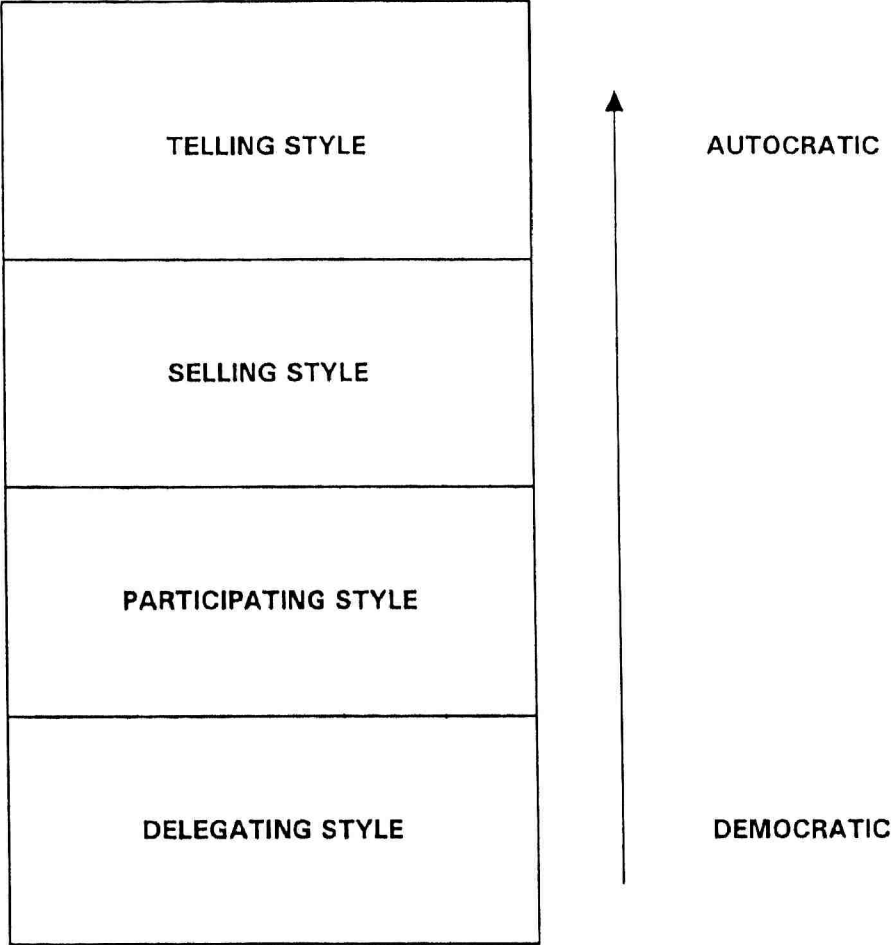 TELLING STYLE
AUTOCRATIC
SELLING STYLE
PARTICIPATING STYLE
DELEGATING STYLE
DEMOCRATIC